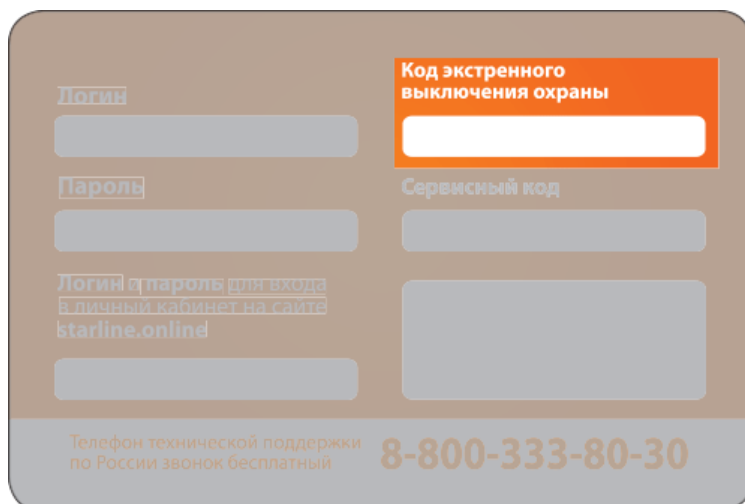 Логин
Код экстренного
выключения охраны
Пароль
Сервисный код
Логин и пароль для входа
в личный кабинет на сайте
starline.online
Телефон технической поддержки
по России звонок бесплатный
8-800-333-80-30